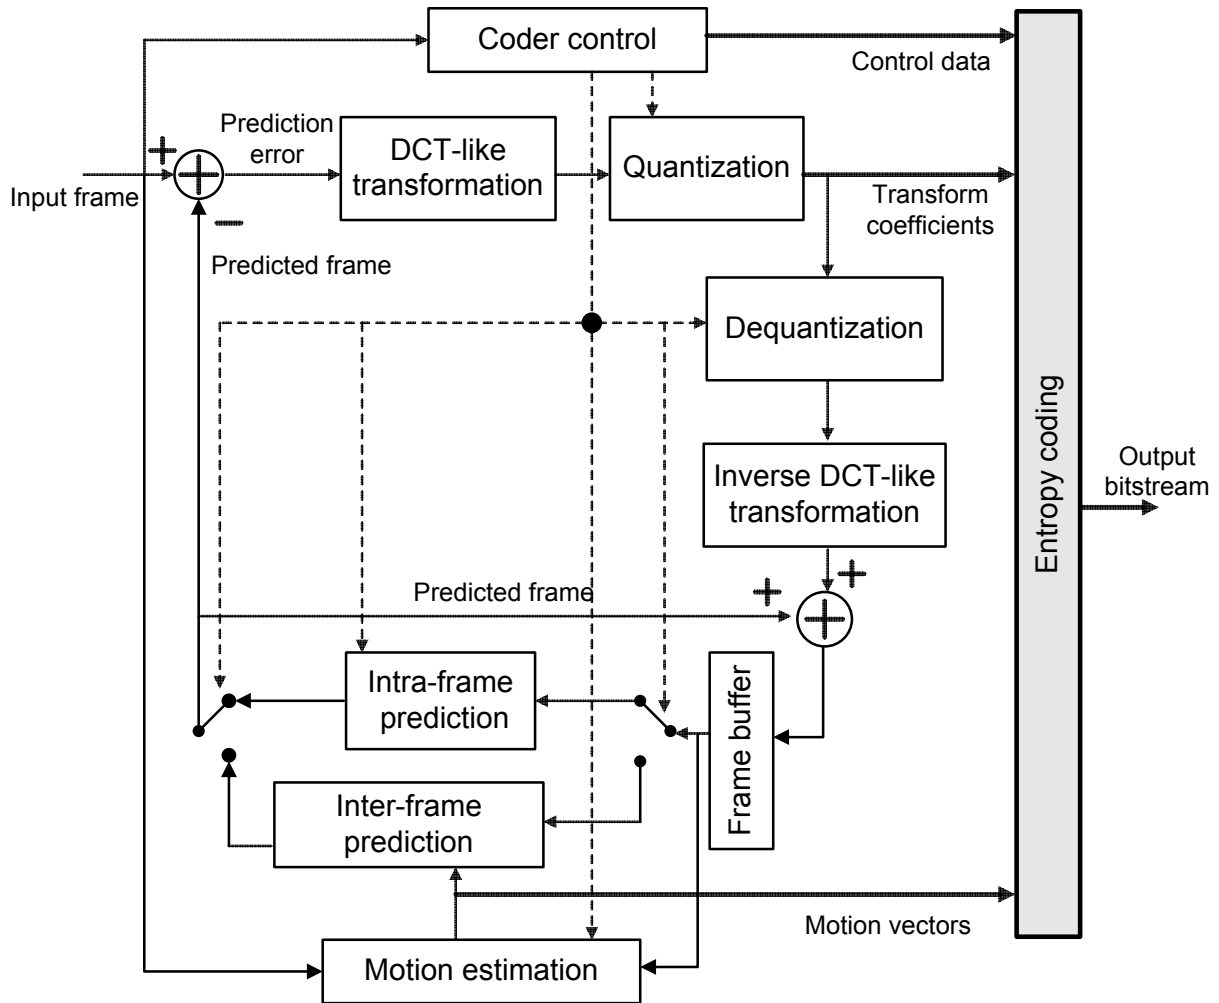 Coder control
Control data
Prediction
error
DCT-like
transformation
Quantization
+
+
Input frame
Transform
coefficients
−
Predicted frame
Dequantization
Entropy coding
Inverse DCT-like
transformation
Output
bitstream
Predicted frame
+
+
+
Intra-frame
prediction
Frame buffer
Inter-frame
prediction
Motion vectors
Motion estimation